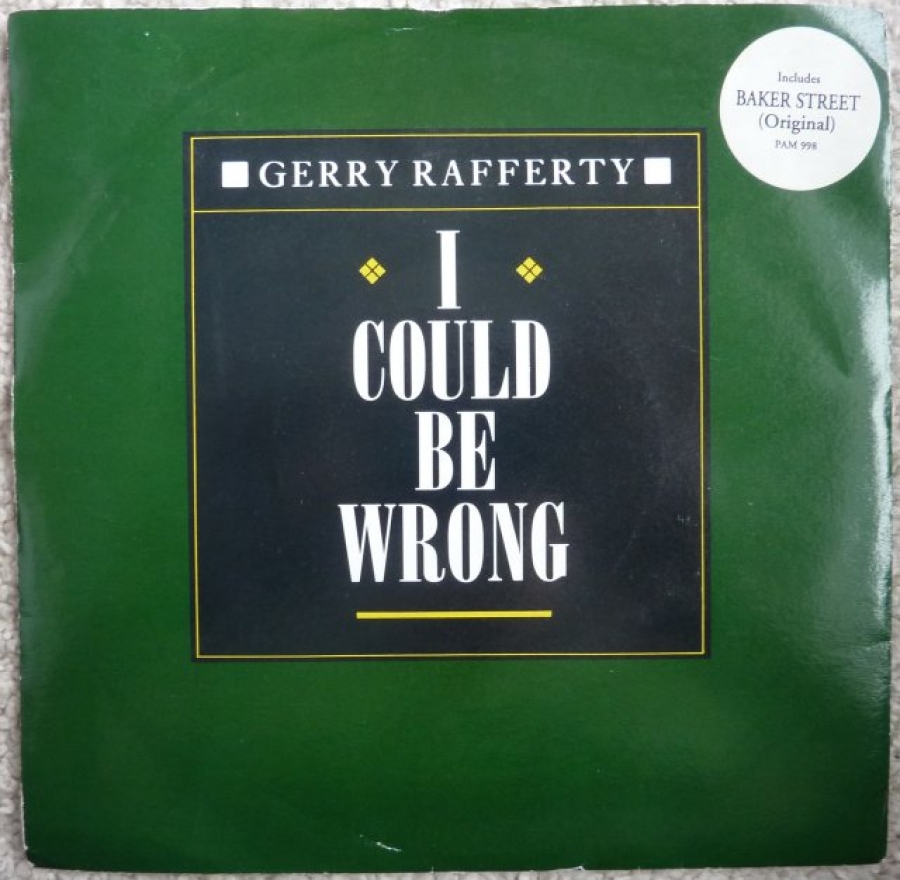 Includes
BAKER STREET
(Original)
PAM 998
GERRY RAFFERTY
I
COULD
BE
WRONG